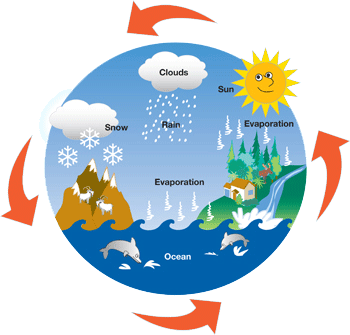 Clouds
Sun
Snow
Rain
Evaporation
Evaporation
Ocean